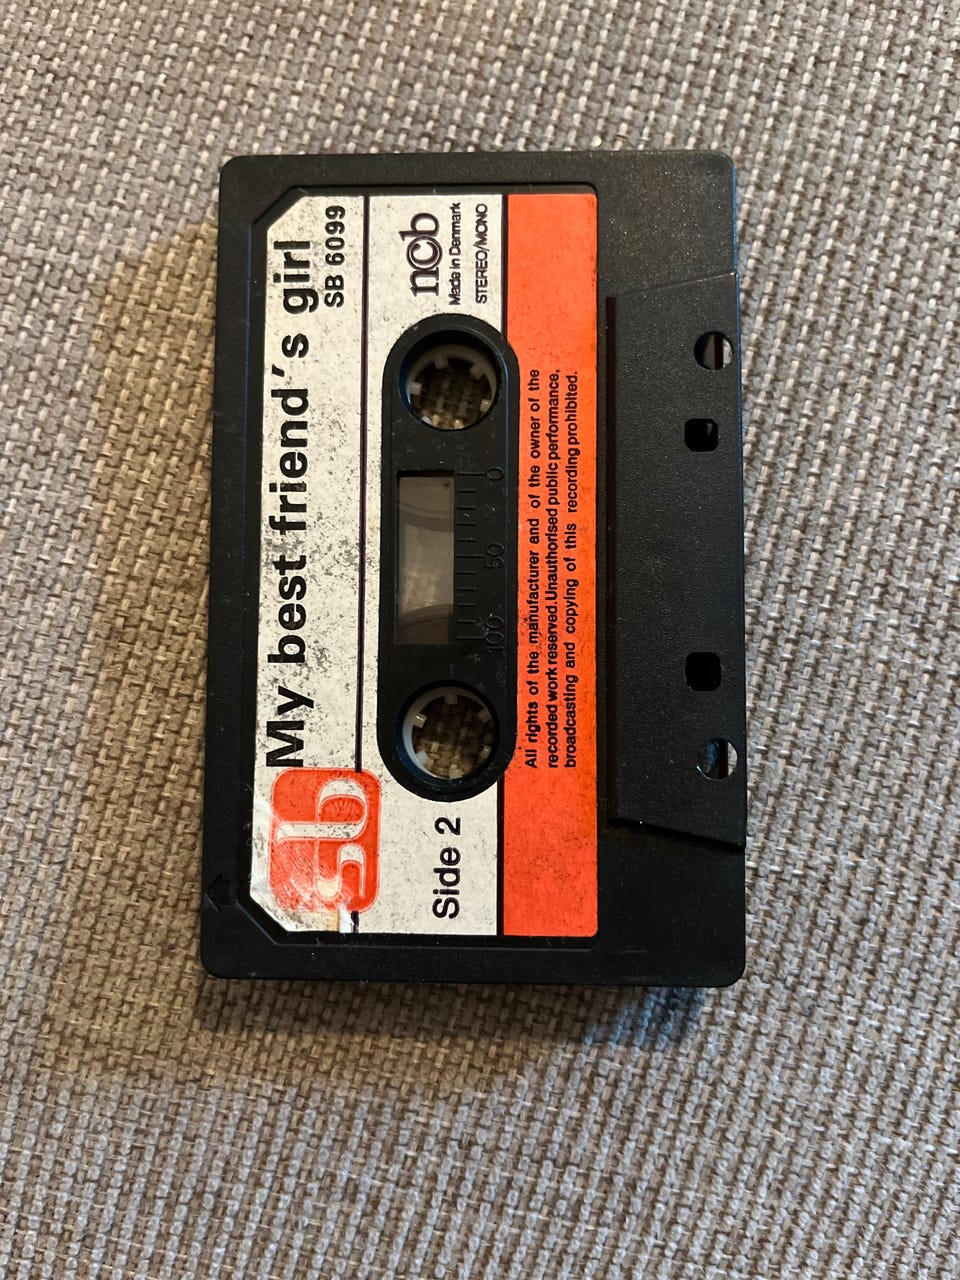 My best friend's girl
SB 6099
sb
ncb
Made in Denmark
STEREO/MONO
Side 2
0
50
100
All rights of the manufacturer and of the owner of the
recorded work reserved. Unauthorised public performance,
broadcasting and copying of this recording prohibited.